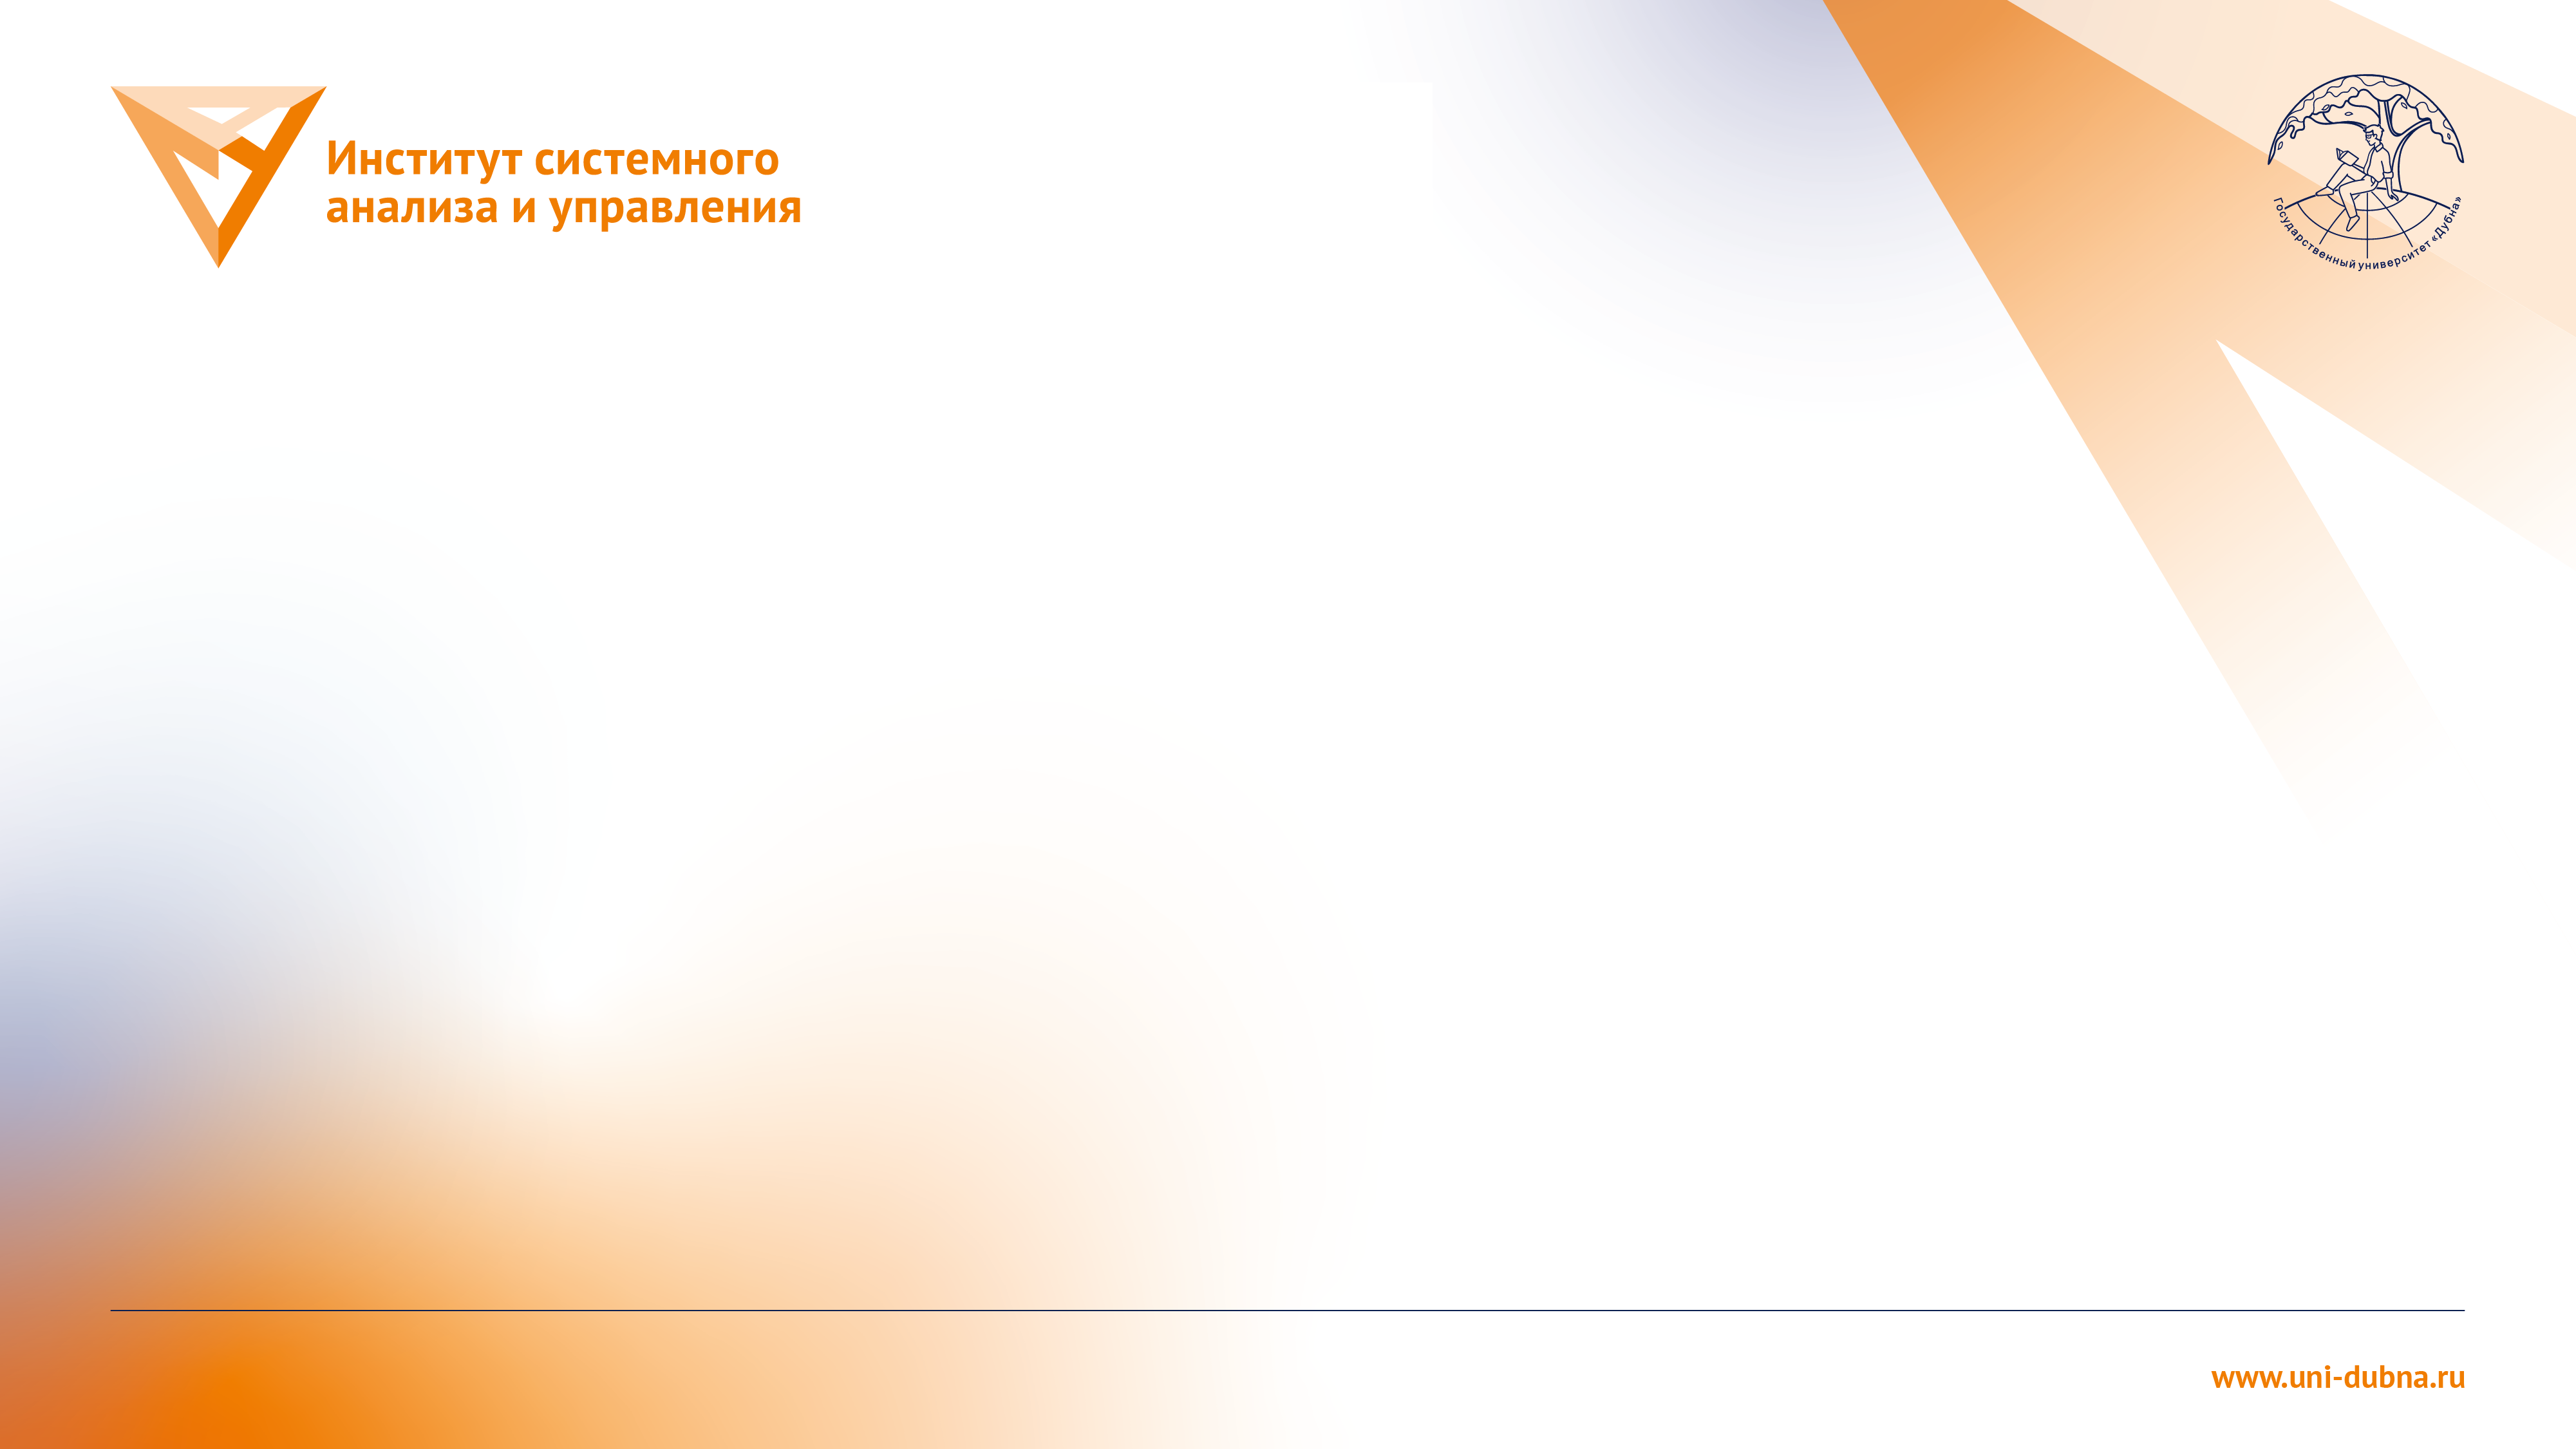 Институт системного
анализа и управления
Государственный университет «Дубна»
www.uni-dubna.ru